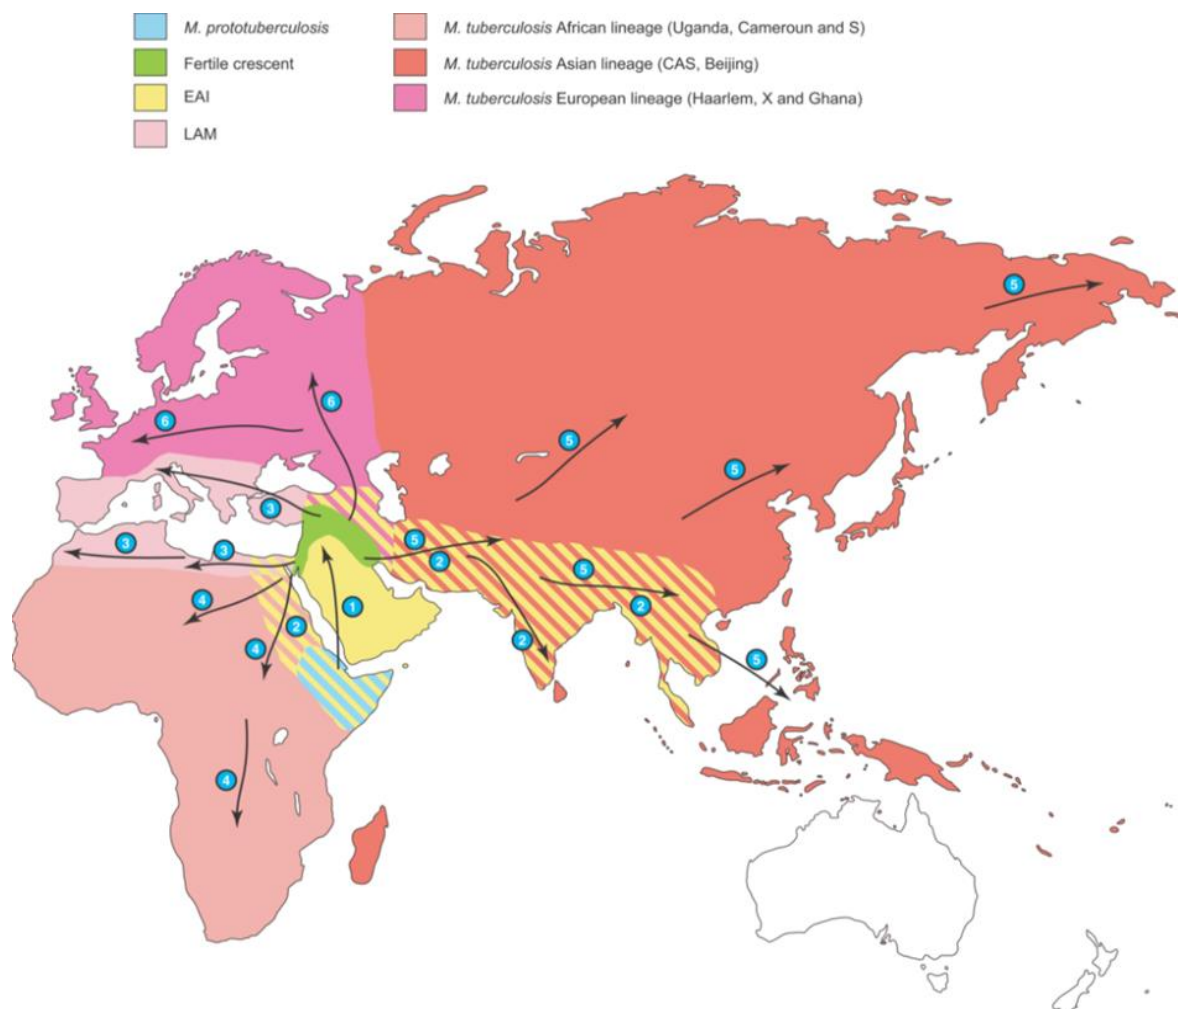 M. prototuberculosis
Fertile crescent
EAI
LAM
M. tuberculosis African lineage (Uganda, Cameroun and S)
M. tuberculosis Asian lineage (CAS, Beijing)
M. tuberculosis European lineage (Haarlem, X and Ghana)
5
6
6
5
5
3
3
3
5
2
5
4
1
2
2
4
2
5
4